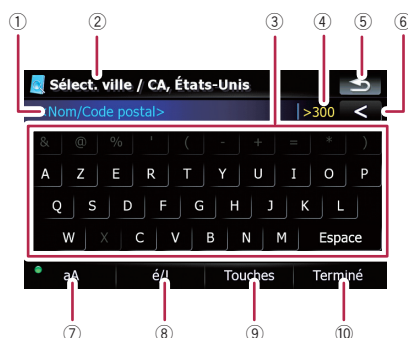 ① ② ③ ④ ⑤ ⑥
Sélect. ville / CA, États-Unis
<Nom/Code postal> >300 <
& @ % ' ( - + = * )
A Z E R T Y U I O P
Q S D F G H J K L
W X C V B N M Espace
aA é/! Touches Terminé
⑦ ⑧ ⑨ ⑩